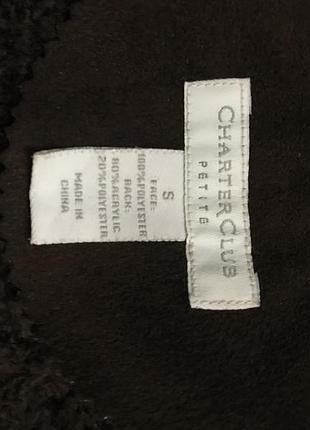 CHARTER CLUB
PETITE
S
FACE:
100%POLYESTER
BACK:
80%ACRYLIC
20%POLYESTER
MADE IN
CHINA